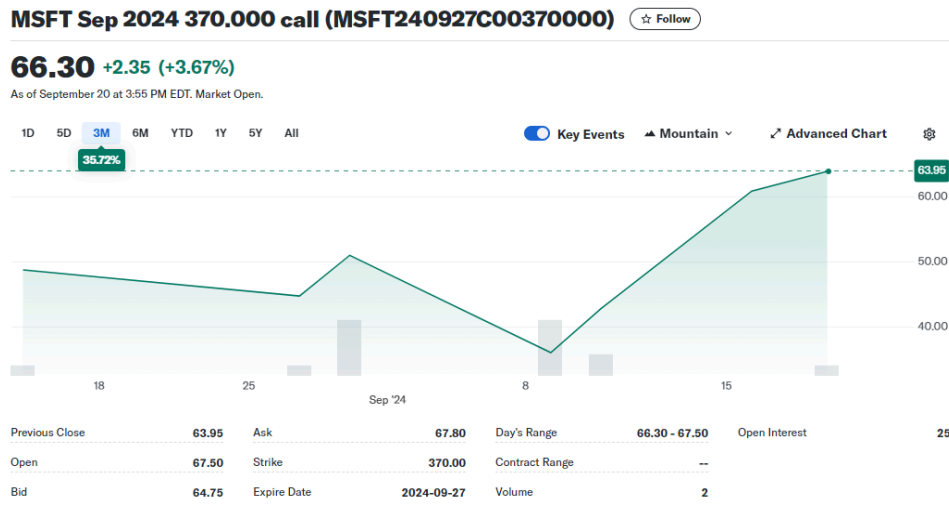 MSFT Sep 2024 370.000 call (MSFT240927C00370000) Follow
66.30 +2.35 (+3.67%)
As of September 20 at 3:55 PM EDT. Market Open.
1D 5D 3M 6M YTD 1Y 5Y All Key Events Mountain Advanced Chart
35.72%
63.95
60.00
50.00
40.00
18 25 8 15
Sep '24
Previous Close 63.95 Ask 67.80 Day's Range 66.30 - 67.50 Open Interest 25
Open 67.50 Strike 370.00 Contract Range --
Bid 64.75 Expire Date 2024-09-27 Volume 2